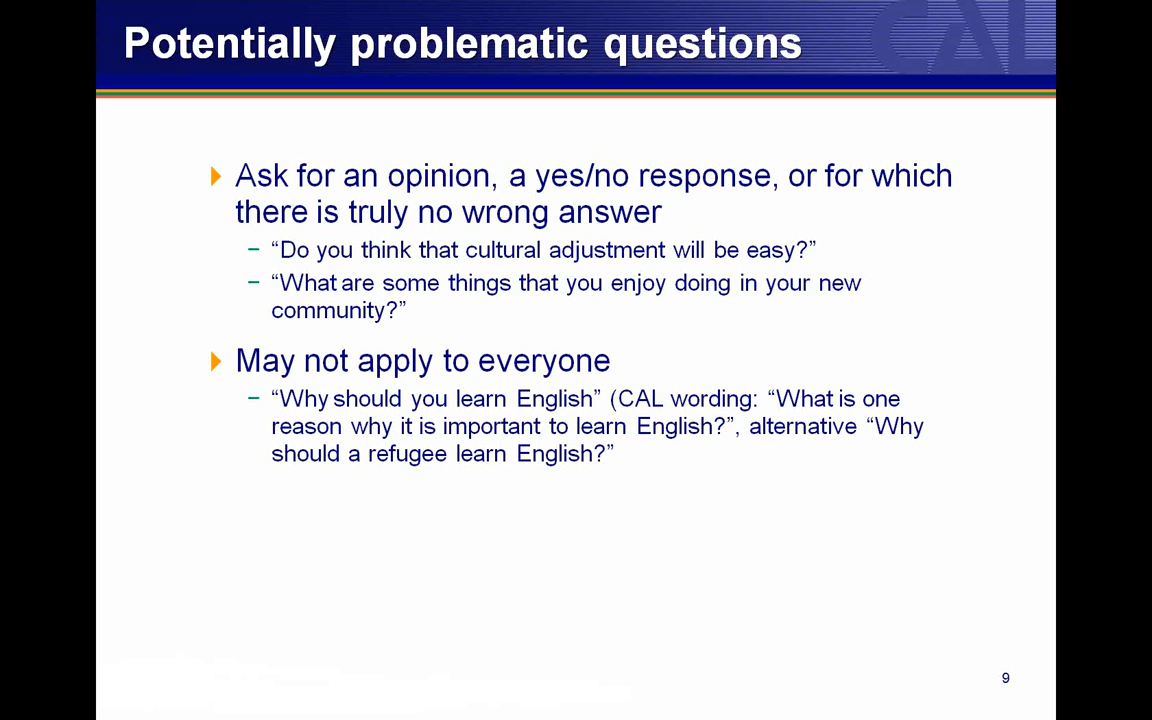 CAL
Potentially problematic questions
Ask for an opinion, a yes/no response, or for which
there is truly no wrong answer
− “Do you think that cultural adjustment will be easy?”
− “What are some things that you enjoy doing in your new
community?”
May not apply to everyone
− “Why should you learn English” (CAL wording: “What is one
reason why it is important to learn English?”, alternative “Why
should a refugee learn English?”
9